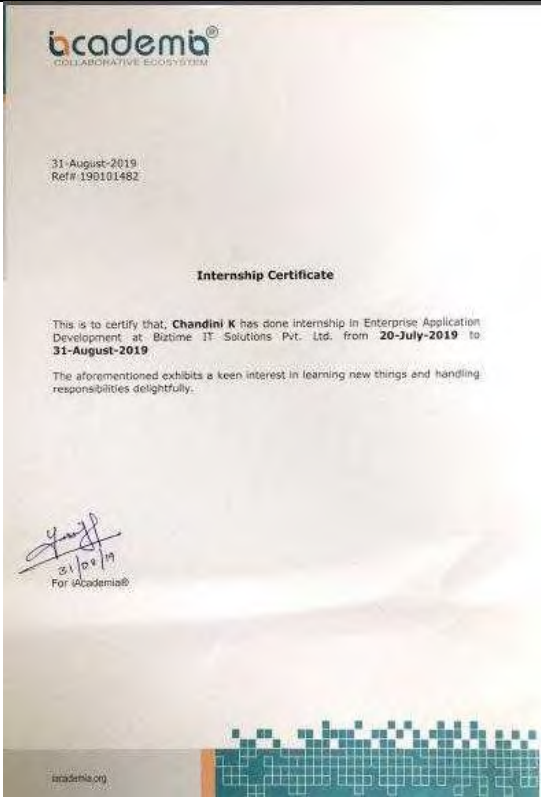 iacademia®
COLLABORATIVE ECOSYSTEM
31-August-2019
Ref# 190101482
Internship Certificate
This is to certify that, Chandini K has done internship in Enterprise Application
Development at Biztime IT Solutions Pvt. Ltd. from 20-July-2019 to
31-August-2019
The aforementioned exhibits a keen interest in learning new things and handling
responsibilities delightfully.
31/08/19
For iAcademia®
iacademia.org